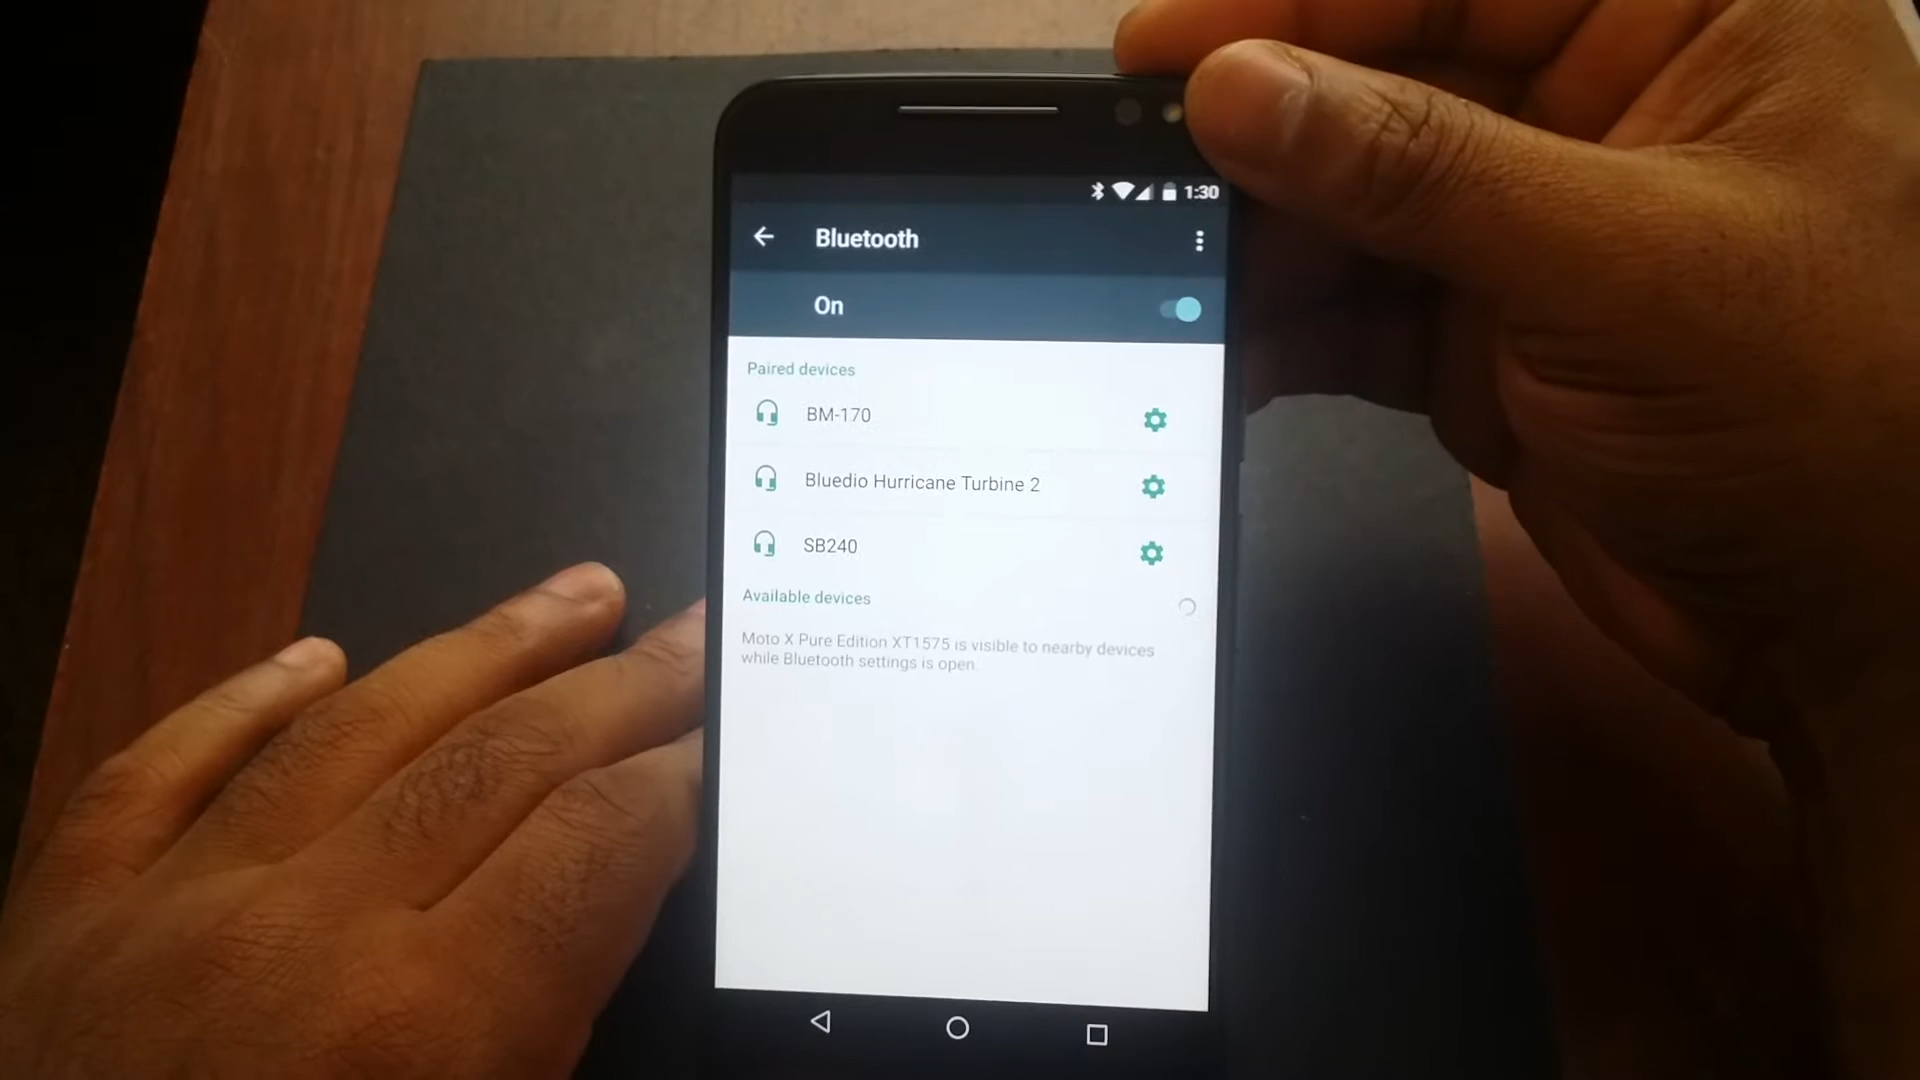 1:30
Bluetooth
On
Paired devices
BM-170
Bluedio Hurricane Turbine 2
SB240
Available devices
Moto X Pure Edition XT1575 is visible to nearby devices
while Bluetooth settings is open.